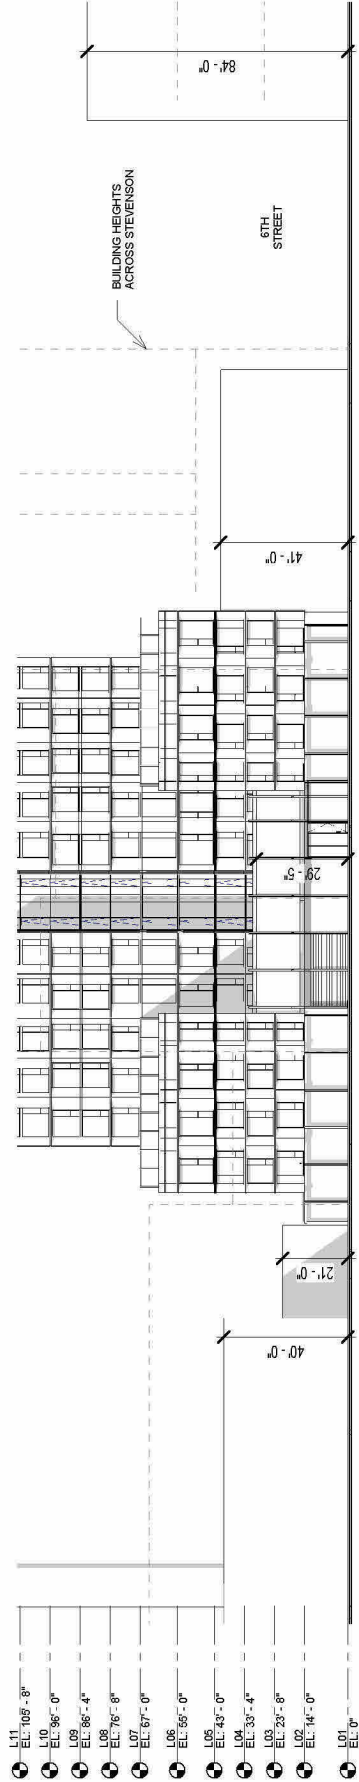 84' - 0"
BUILDING HEIGHTS
ACROSS STEVENSON
6TH
STREET
41' - 0"
29' - 5"
21' - 0"
40' - 0"
L11
EL: 105' - 8"
L10
EL: 96' - 0"
L09
EL: 86' - 4"
L08
EL: 76' - 8"
L07
EL: 67' - 0"
L06
EL: 55' - 0"
L05
EL: 43' - 0"
L04
EL: 33' - 4"
L03
EL: 23' - 8"
L02
EL: 14' - 0"
L01
EL: 0"